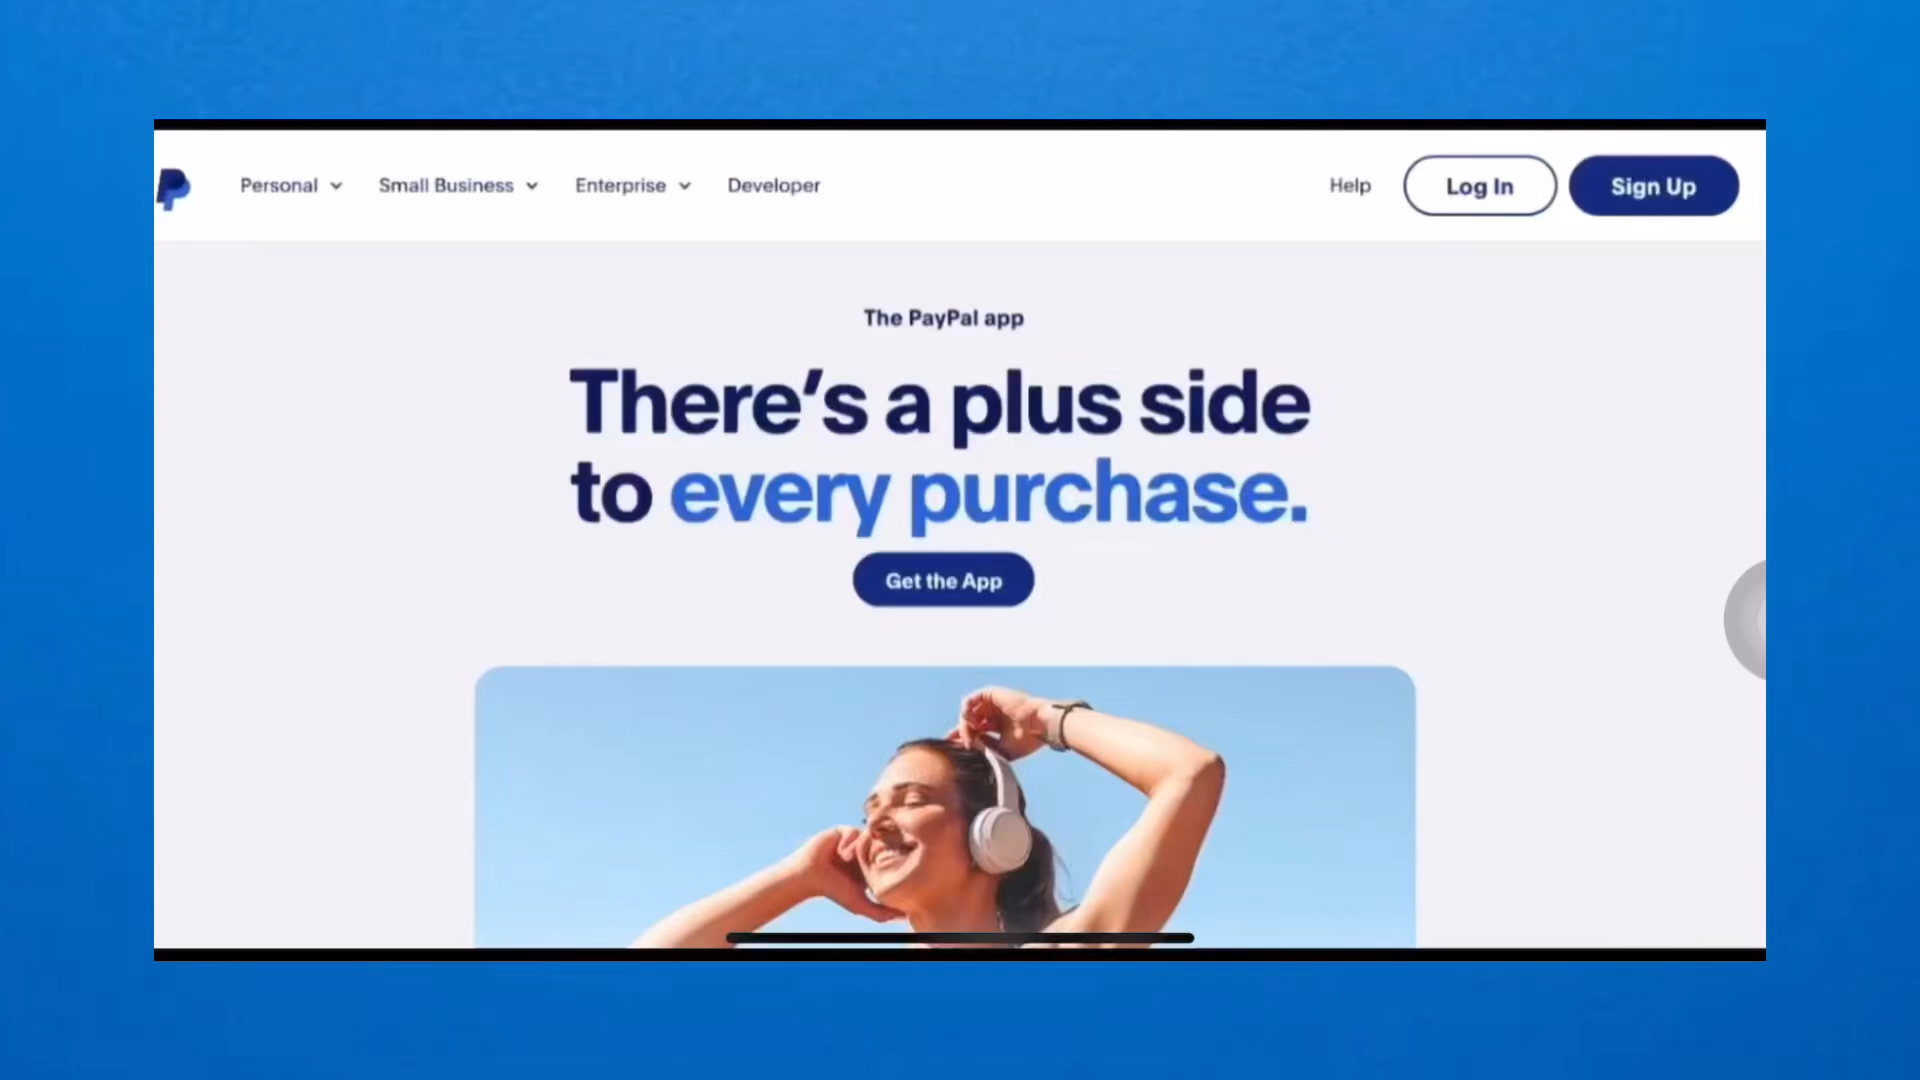 Personal
Small Business
Enterprise
Developer
Help
Log In
Sign Up
The PayPal app
There's a plus side
to every purchase.
Get the App